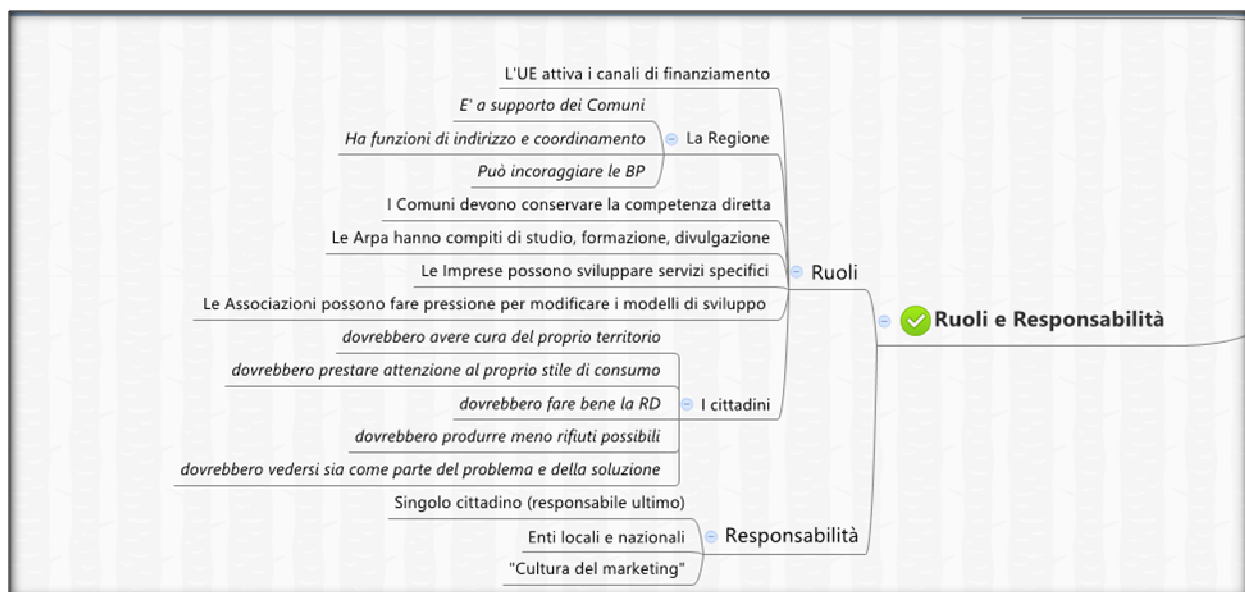 L'UE attiva i canali di finanziamento
E' a supporto dei Comuni
Ha funzioni di indirizzo e coordinamento
La Regione
Può incoraggiare le BP
I Comuni devono conservare la competenza diretta
Le Arpa hanno compiti di studio, formazione, divulgazione
Le Imprese possono sviluppare servizi specifici
Ruoli
Le Associazioni possono fare pressione per modificare i modelli di sviluppo
Ruoli e Responsabilità
dovrebbero avere cura del proprio territorio
dovrebbero prestare attenzione al proprio stile di consumo
dovrebbero fare bene la RD
I cittadini
dovrebbero produrre meno rifiuti possibili
dovrebbero vedersi sia come parte del problema e della soluzione
Singolo cittadino (responsabile ultimo)
Enti locali e nazionali
Responsabilità
"Cultura del marketing"